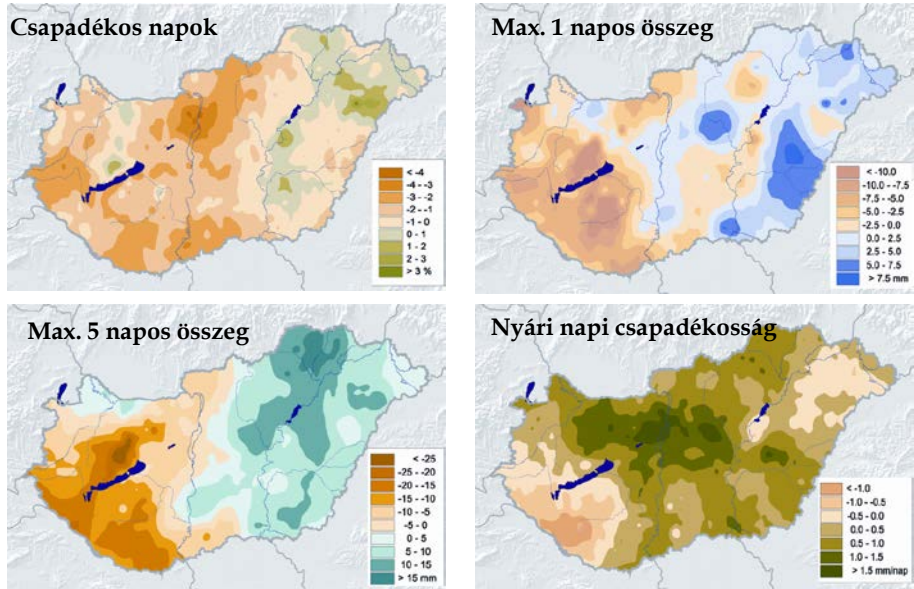 Csapadékos napok
< -4
-4 - -3
-3 - -2
-2 - -1
-1 - 0
0 - 1
1 - 2
2 - 3
> 3 %
Max. 1 napos összeg
< -10.0
-10.0 - -7.5
-7.5 - -5.0
-5.0 - -2.5
-2.5 - 0.0
0.0 - 2.5
2.5 - 5.0
5.0 - 7.5
> 7.5 mm
Max. 5 napos összeg
< -25
-25 - -20
-20 - -15
-15 - -10
-10 - -5
-5 - 0
0 - 5
5 - 10
10 - 15
> 15 mm
Nyári napi csapadékosság
< -1.0
-1.0 - -0.5
-0.5 - 0.0
0.0 - 0.5
0.5 - 1.0
1.0 - 1.5
> 1.5 mm/nap